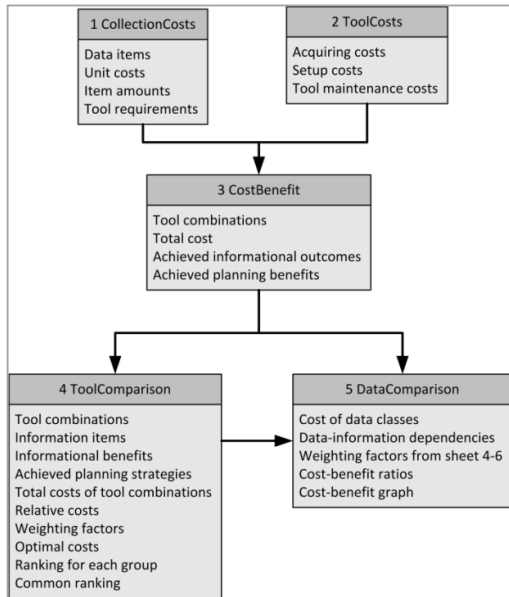 1 CollectionCosts
Data items
Unit costs
Item amounts
Tool requirements
2 ToolCosts
Acquiring costs
Setup costs
Tool maintenance costs
3 CostBenefit
Tool combinations
Total cost
Achieved informational outcomes
Achieved planning benefits
4 ToolComparison
Tool combinations
Information items
Informational benefits
Achieved planning strategies
Total costs of tool combinations
Relative costs
Weighting factors
Optimal costs
Ranking for each group
Common ranking
5 DataComparison
Cost of data classes
Data-information dependencies
Weighting factors from sheet 4-6
Cost-benefit ratios
Cost-benefit graph